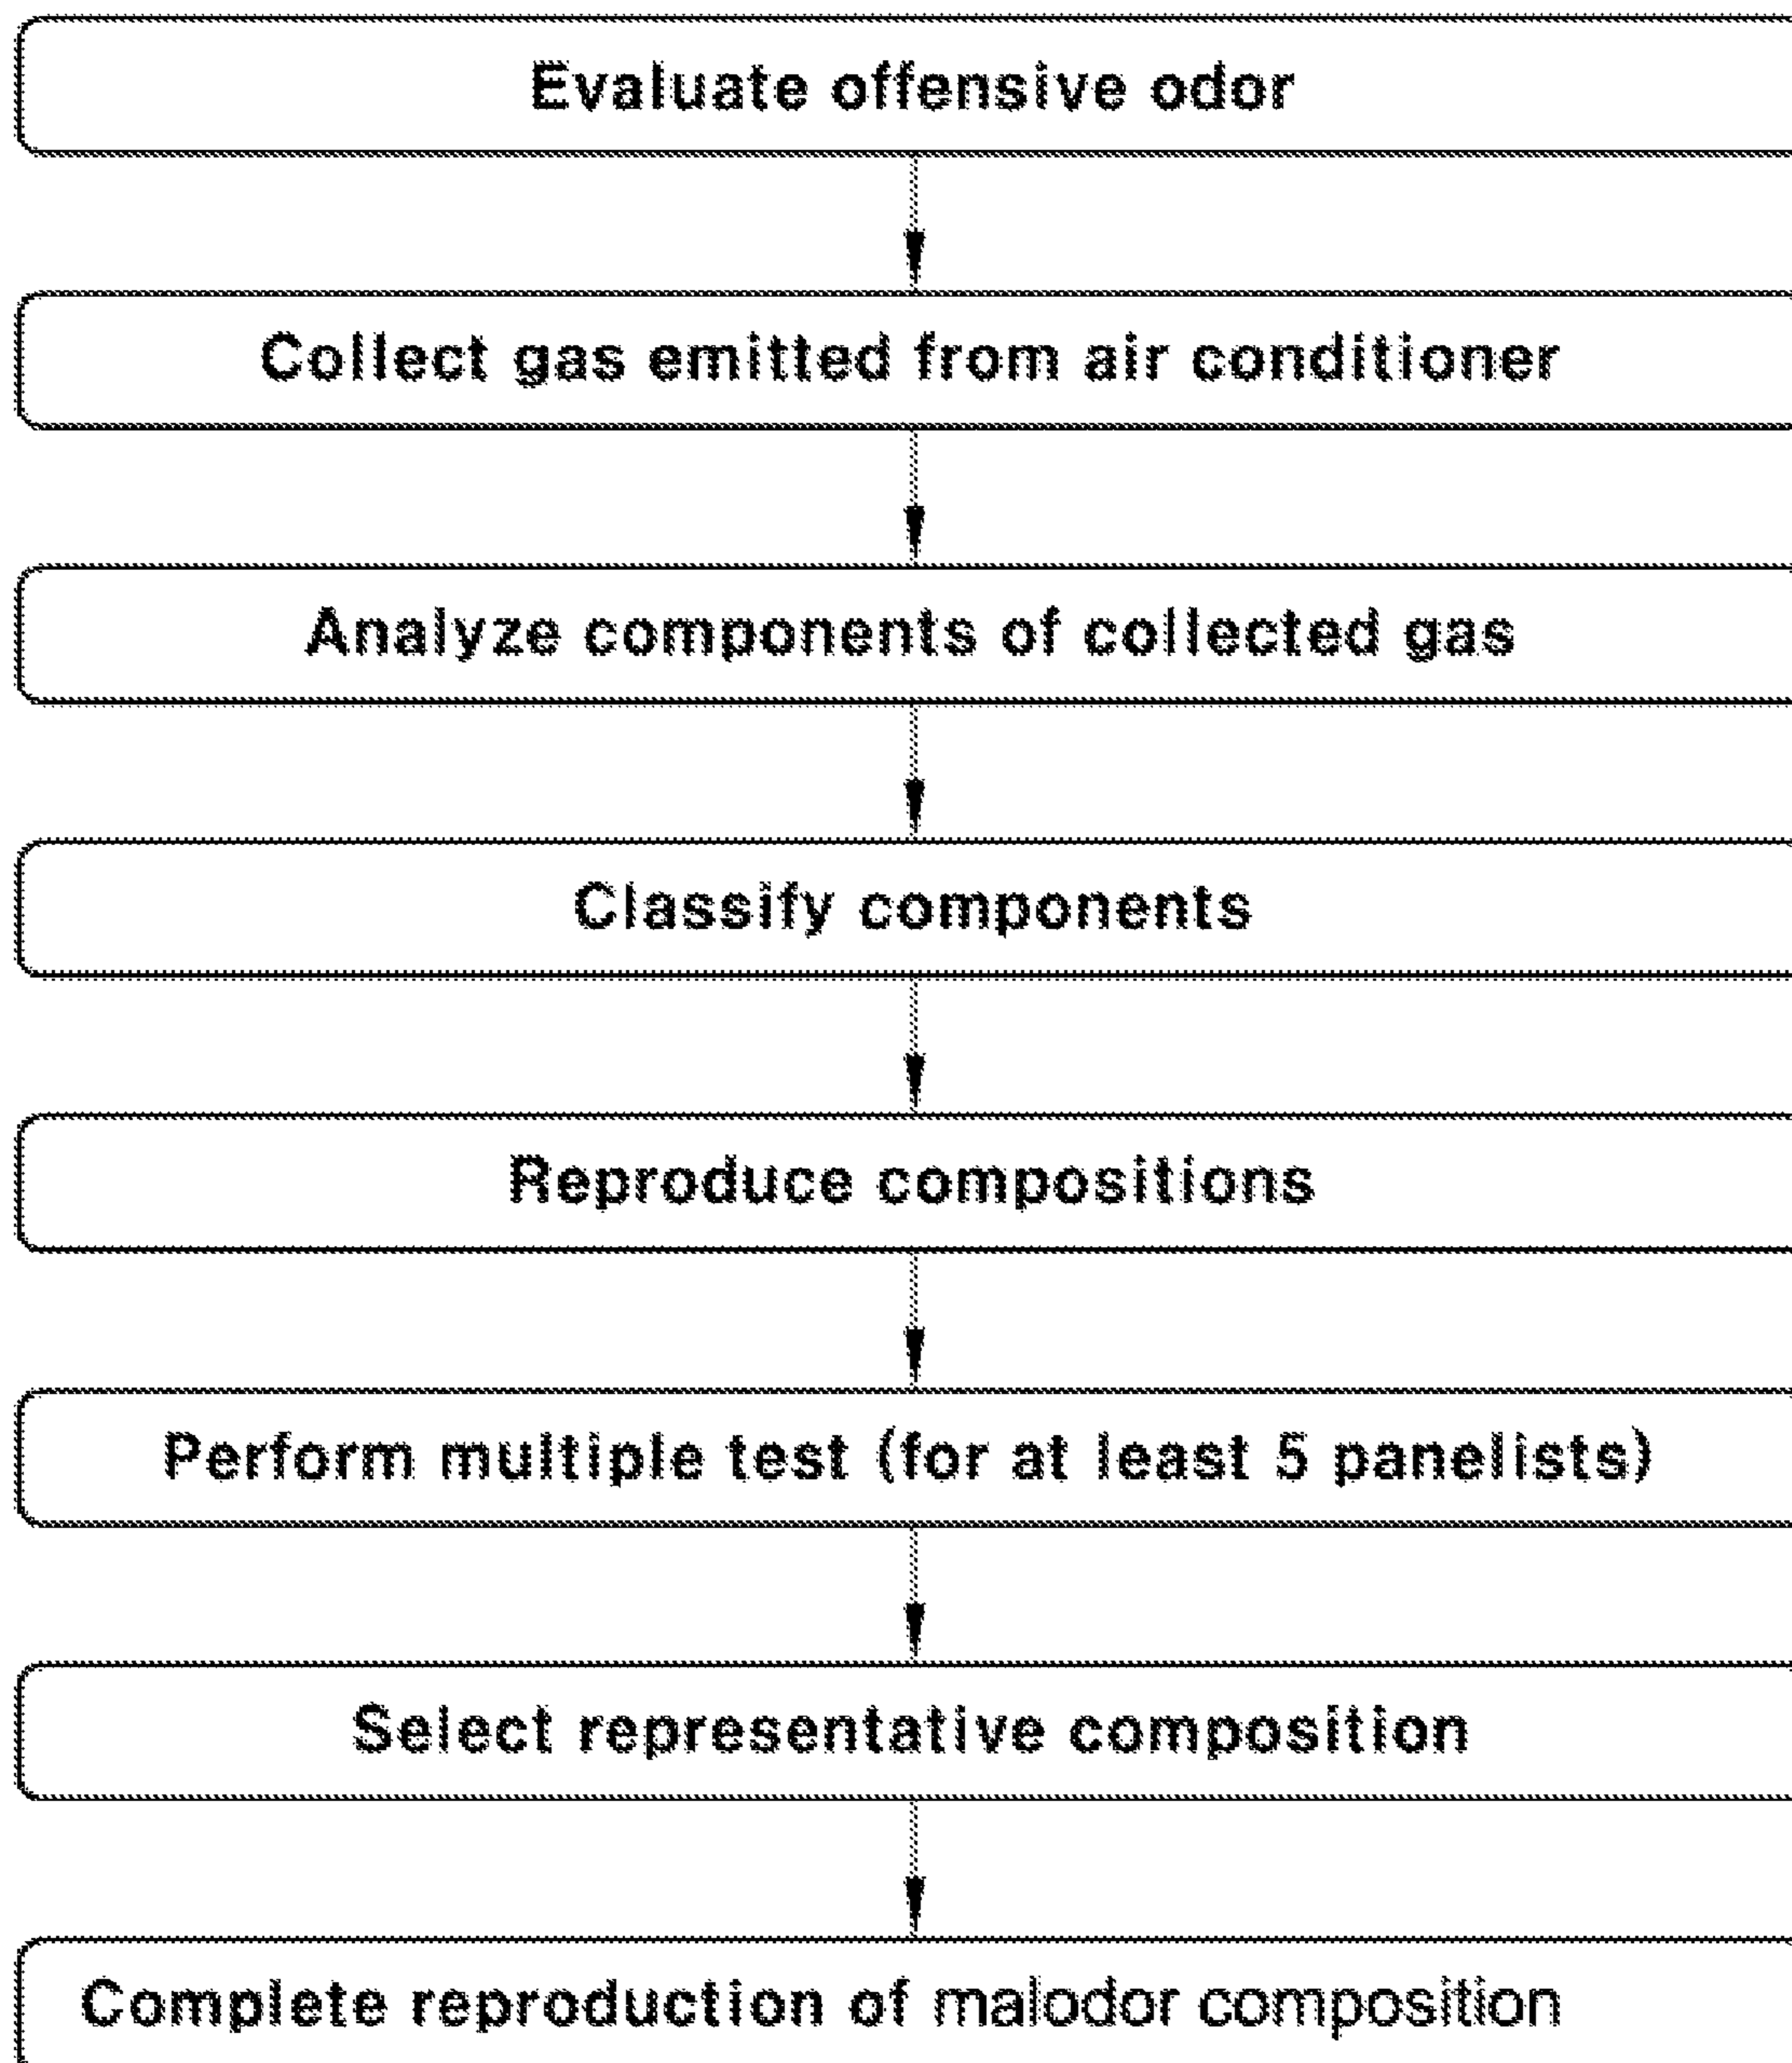 Evaluate offensive odor
Collect gas emitted from air conditioner
Analyze components of collected gas
Classify components
Reproduce compositions
Perform multiple test (for at least 5 panelists)
Select representative composition
Complete reproduction of malodor composition